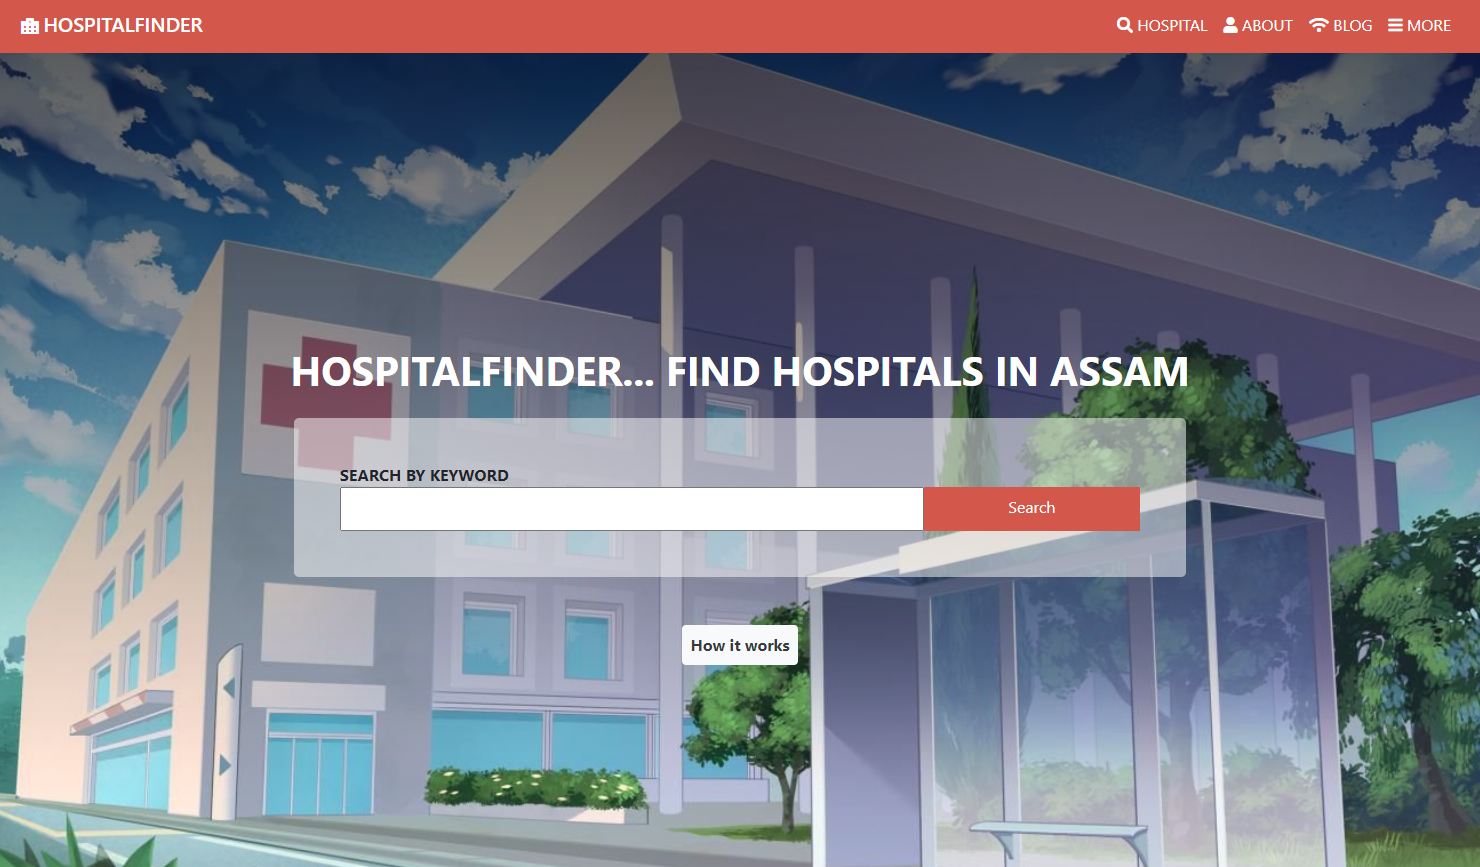 HOSPITALFINDER
HOSPITAL ABOUT BLOG MORE
HOSPITALFINDER... FIND HOSPITALS IN ASSAM
SEARCH BY KEYWORD
Search
How it works